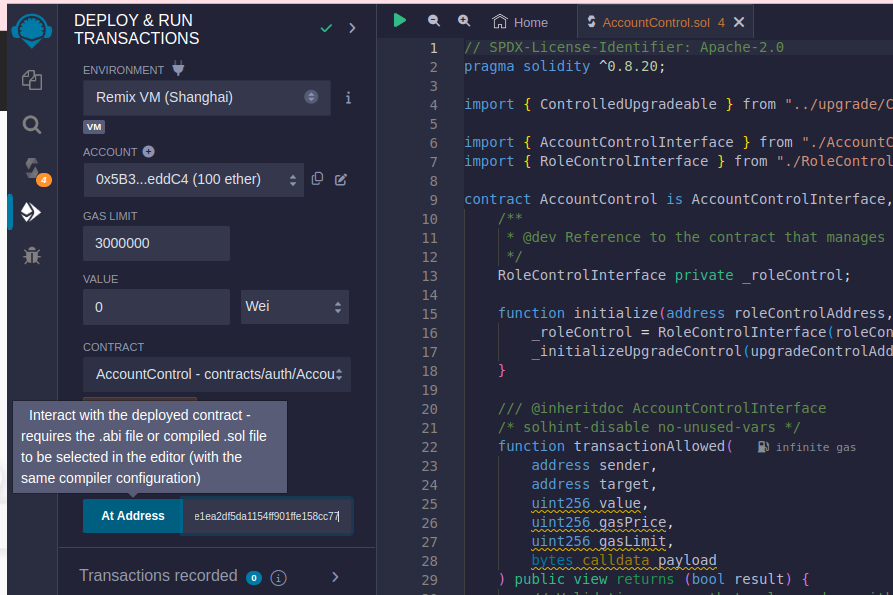 DEPLOY & RUN
TRANSACTIONS
ENVIRONMENT
Remix VM (Shanghai)
VM
ACCOUNT
0x5B3...eddC4 (100 ether)
GAS LIMIT
3000000
VALUE
0
Wei
CONTRACT
AccountControl - contracts/auth/Accou
Interact with the deployed contract -
requires the .abi file or compiled .sol file
to be selected in the editor (with the
same compiler configuration)
At Address
e1ea2df5da1154ff901ffe158cc77
Transactions recorded 0
4
Home
AccountControl.sol 4
1 // SPDX-License-Identifier: Apache-2.0
2 pragma solidity ^0.8.20;
3
4 import { ControlledUpgradeable } from "../upgrade/C
5
6 import { AccountControlInterface } from "./AccountC
7 import { RoleControlInterface } from "./RoleControl
8
9 contract AccountControl is AccountControlInterface,
10 /**
11 * @dev Reference to the contract that manages
12 */
13 RoleControlInterface private _roleControl;
14
15 function initialize(address roleControlAddress,
16 _roleControl = RoleControlInterface(roleCon
17 _initializeUpgradeControl(upgradeControlAdd
18 }
19
20 /// @inheritdoc AccountControlInterface
21 /* solhint-disable no-unused-vars */
22 function transactionAllowed( infinite gas
23 address sender,
24 address target,
25 uint256 value,
26 uint256 gasPrice,
27 uint256 gasLimit,
28 bytes calldata payload
29 ) public view returns (bool result) {